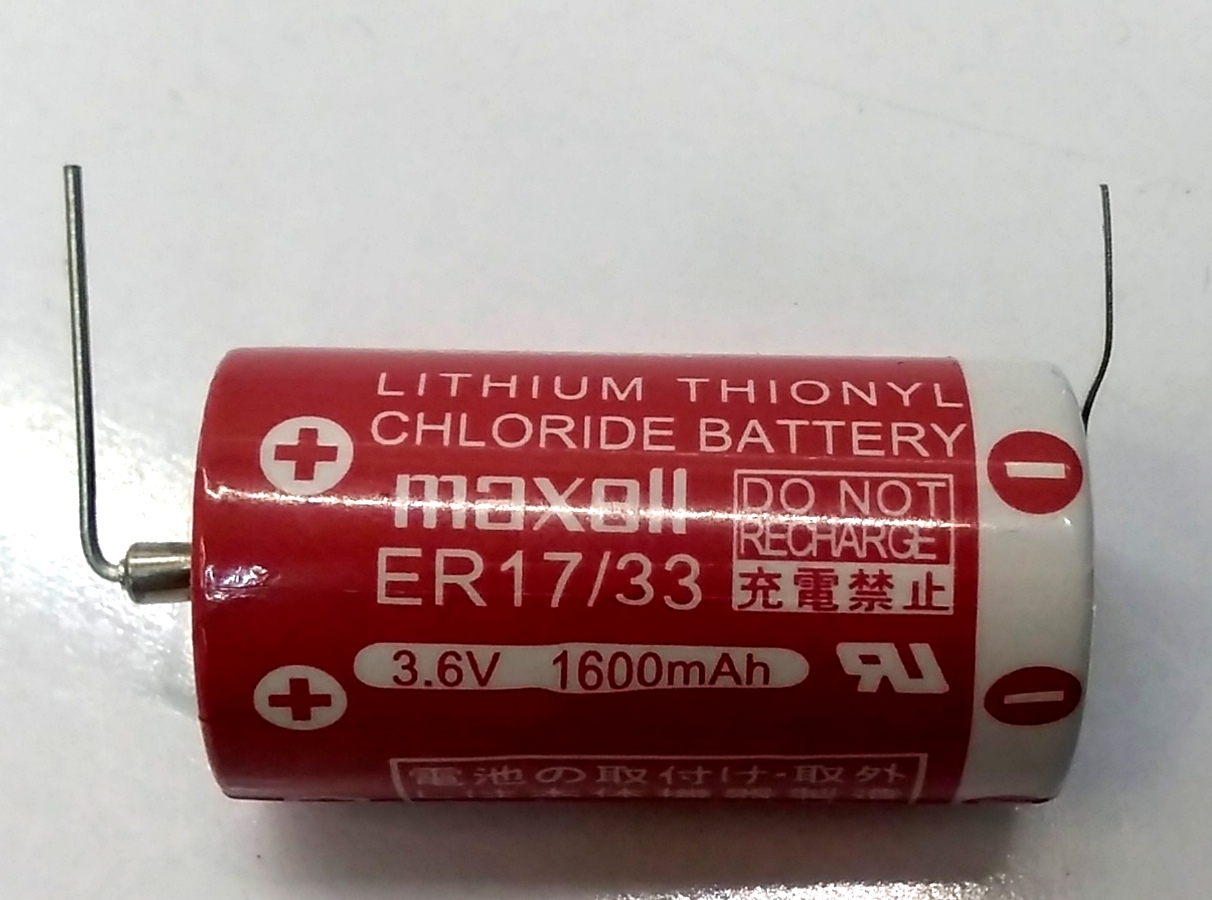 LITHIUM THIONYL
CHLORIDE BATTERY
maxell
DO NOT
RECHARGE
充電禁止
ER17/33
3.6V 1600mAh
電池の取付け・取外